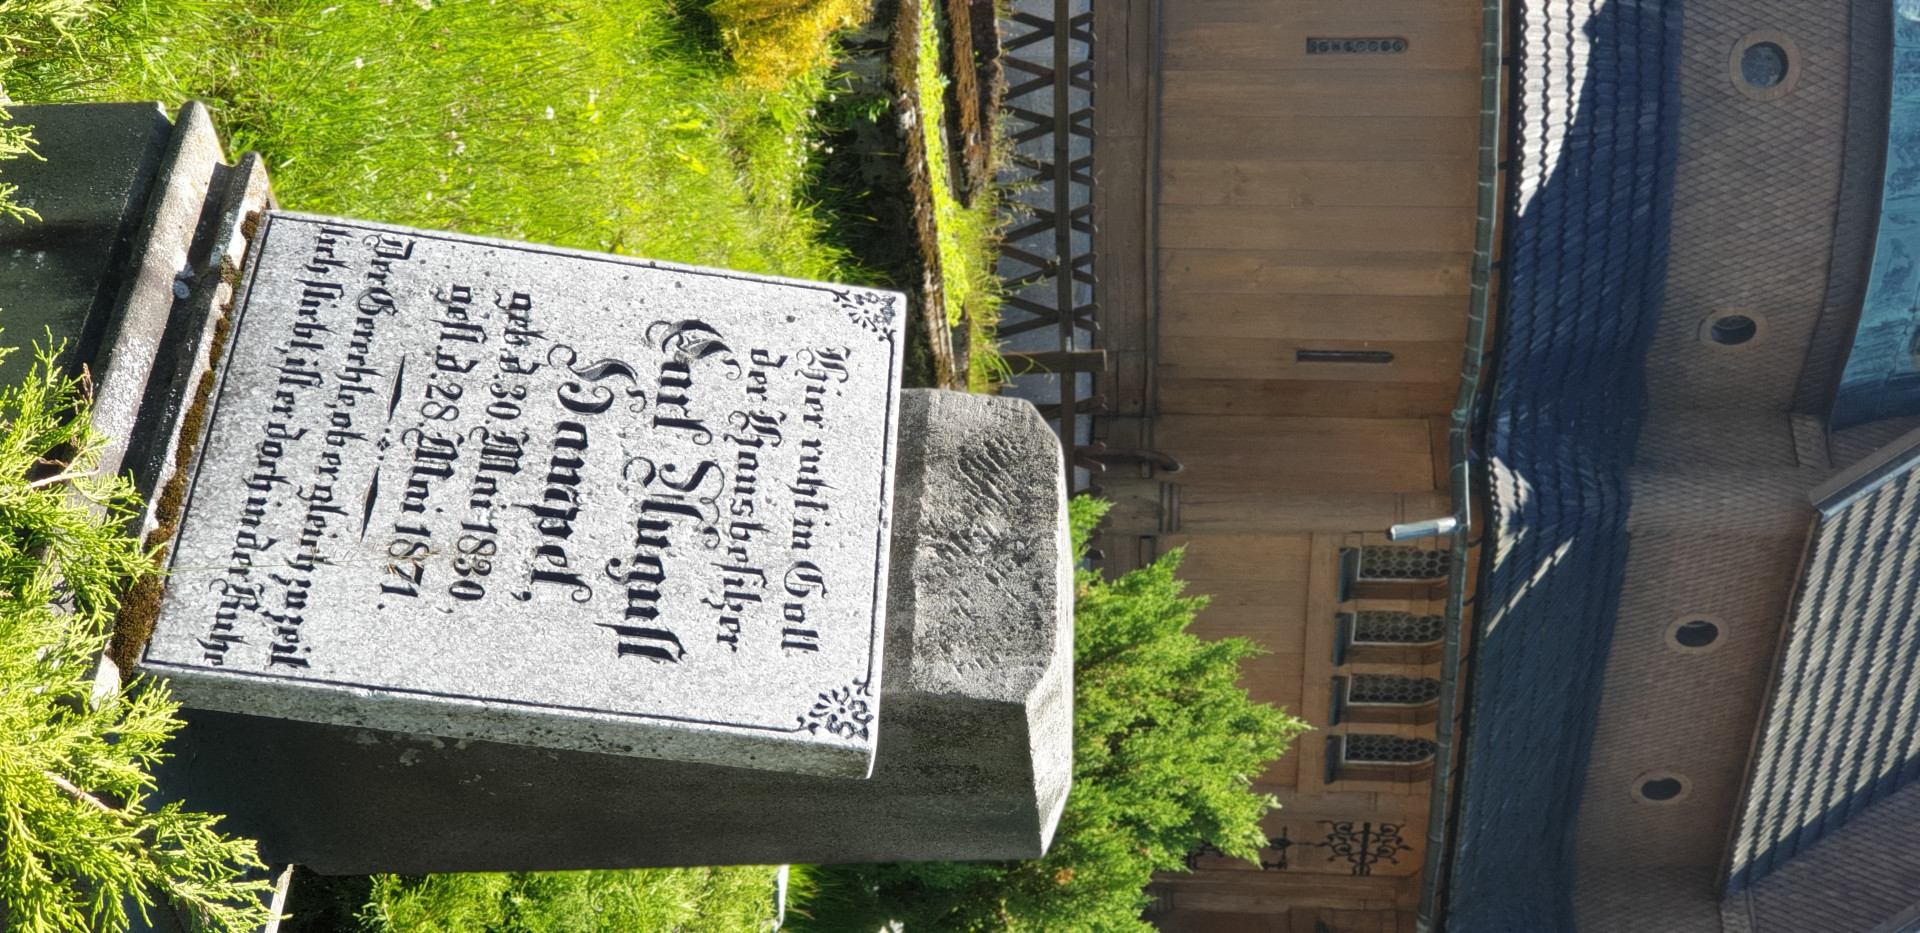 Hier ruht in Gott
der Hausbesitzer
Carl August
Hampel,
geb. d. 30. Mai 1830,
gest. d. 28. Mai 1871.
Der Gerechte, ob er gleich zu zeit-
lich stirbt, ist er doch in der Ruhe